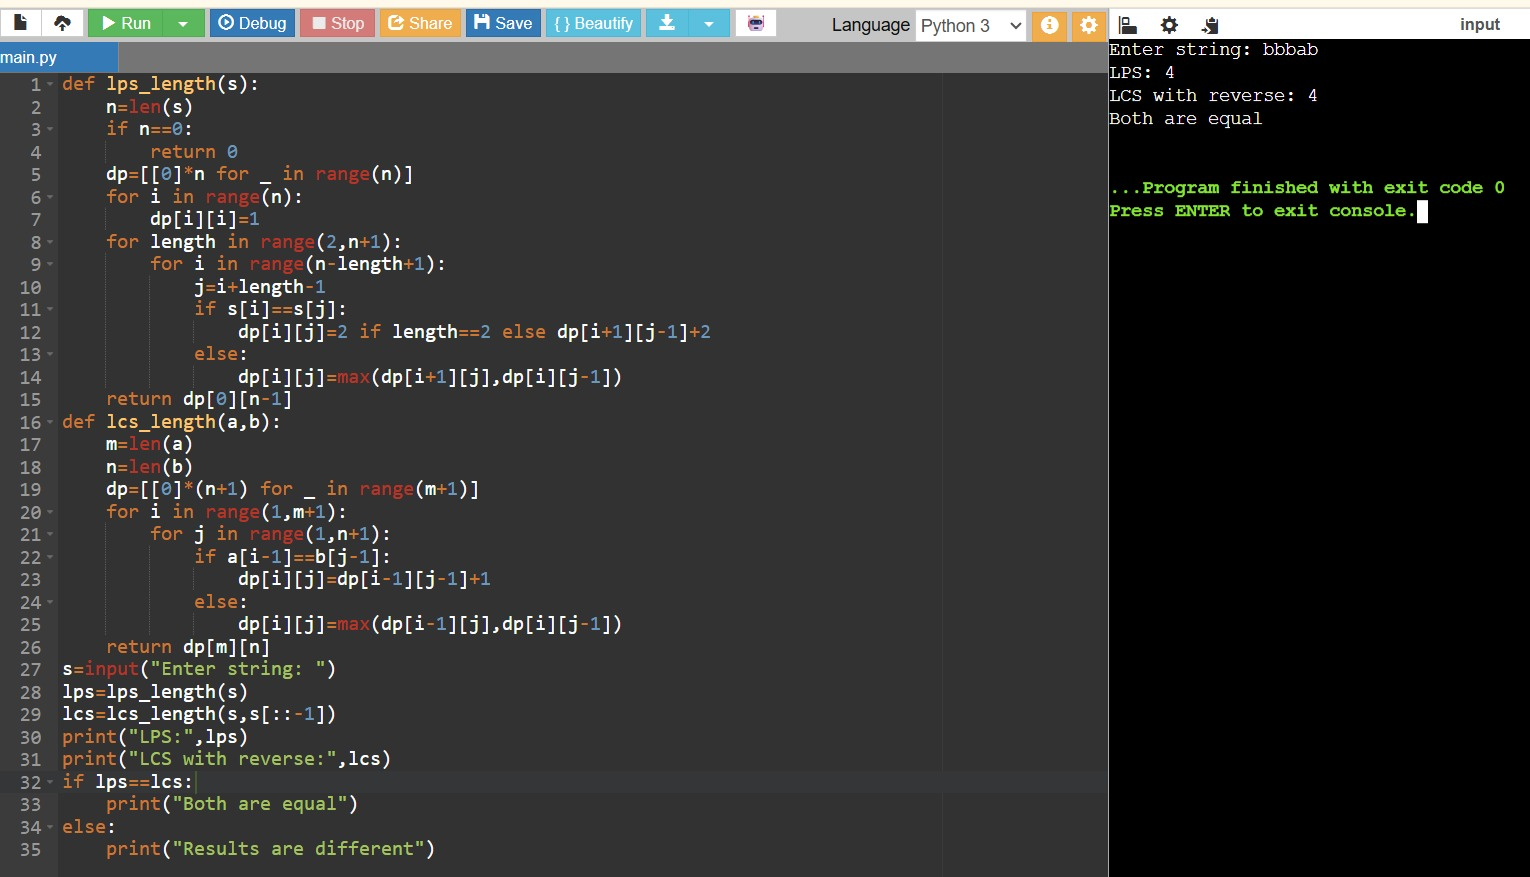 Run Debug Stop Share Save { } Beautify Language Python 3 input
main.py
1 def lps_length(s):
2     n=len(s)
3     if n==0:
4         return 0
5     dp=[[0]*n for _ in range(n)]
6     for i in range(n):
7         dp[i][i]=1
8     for length in range(2,n+1):
9         for i in range(n-length+1):
10             j=i+length-1
11             if s[i]==s[j]:
12                 dp[i][j]=2 if length==2 else dp[i+1][j-1]+2
13             else:
14                 dp[i][j]=max(dp[i+1][j],dp[i][j-1])
15     return dp[0][n-1]
16 def lcs_length(a,b):
17     m=len(a)
18     n=len(b)
19     dp=[[0]*(n+1) for _ in range(m+1)]
20     for i in range(1,m+1):
21         for j in range(1,n+1):
22             if a[i-1]==b[j-1]:
23                 dp[i][j]=dp[i-1][j-1]+1
24             else:
25                 dp[i][j]=max(dp[i-1][j],dp[i][j-1])
26     return dp[m][n]
27 s=input("Enter string: ")
28 lps=lps_length(s)
29 lcs=lcs_length(s,s[::-1])
30 print("LPS:",lps)
31 print("LCS with reverse:",lcs)
32 if lps==lcs:
33     print("Both are equal")
34 else:
35     print("Results are different")
Enter string: bbbab
LPS: 4
LCS with reverse: 4
Both are equal
...Program finished with exit code 0
Press ENTER to exit console.